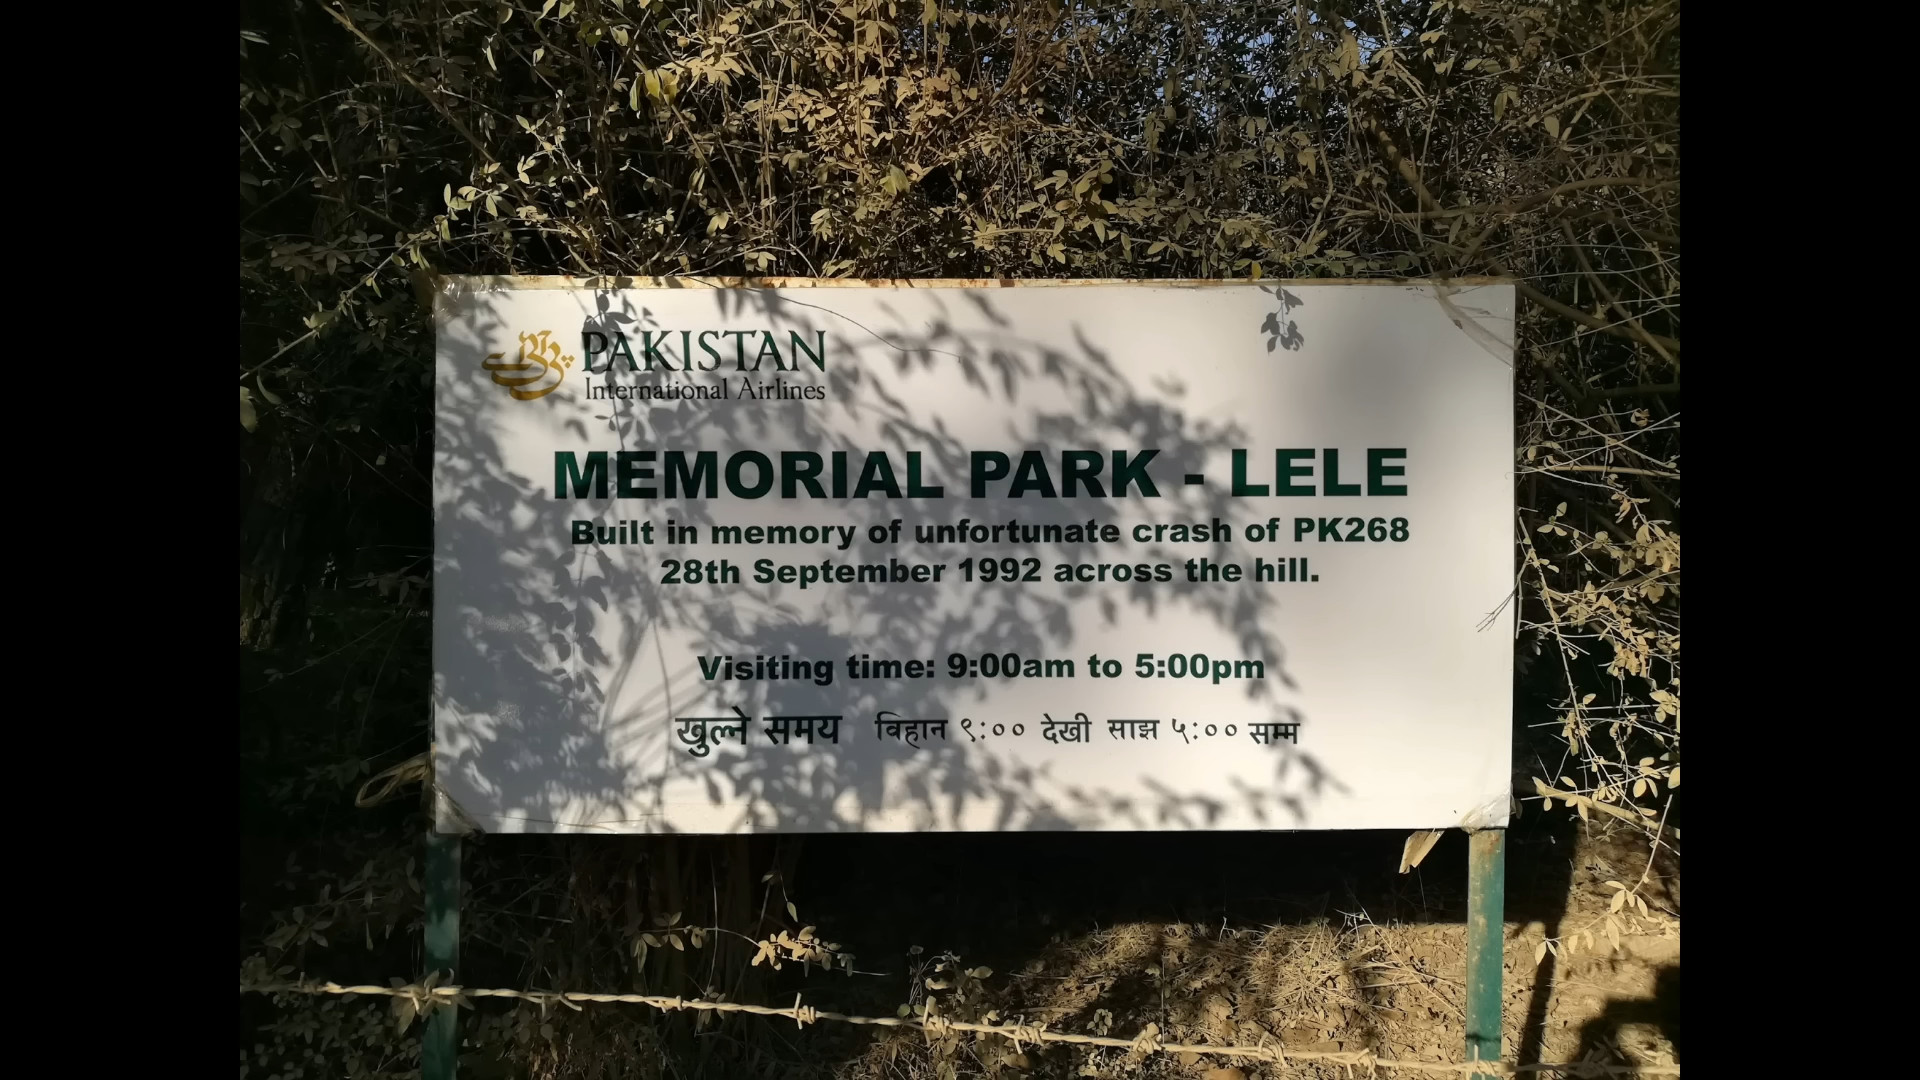 PAKISTAN
International Airlines
MEMORIAL PARK - LELE
Built in memory of unfortunate crash of PK268
28th September 1992 across the hill.
Visiting time: 9:00am to 5:00pm
खुल्ने समय विहान ९:०० देखी साझ ५:०० सम्म